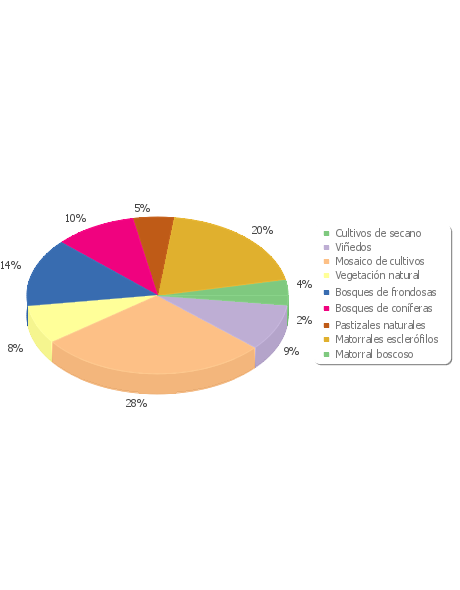 5%
10%
20%
14%
4%
2%
8%
9%
28%
Cultivos de secano
Viñedos
Mosaico de cultivos
Vegetación natural
Bosques de frondosas
Bosques de coníferas
Pastizales naturales
Matorrales esclerófilos
Matorral boscoso